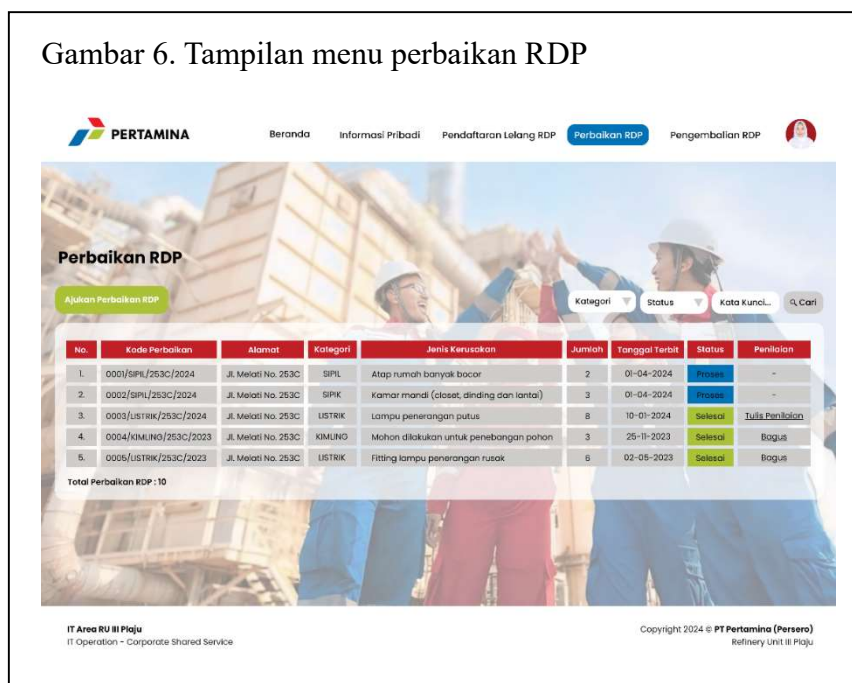 Gambar 6. Tampilan menu perbaikan RDP
PERTAMINA Beranda Informasi Pribadi Pendaftaran Lelang RDP Perbaikan RDP Pengembalian RDP
Perbaikan RDP
Ajukan Perbaikan RDP Kategori Status Kata Kunci... Cari
No. Kode Perbaikan Alamat Kategori Jenis Kerusakan Jumlah Tanggal Terbit Status Penilaian
1. 0001/SIPIL/253C/2024 Jl. Melati No. 253C SIPIL Atap rumah banyak bocor 2 01-04-2024 Proses -
2. 0002/SIPIL/253C/2024 Jl. Melati No. 253C SIPIK Kamar mandi (closet, dinding dan lantai) 3 01-04-2024 Proses -
3. 0003/LISTRIK/253C/2024 Jl. Melati No. 253C LISTRIK Lampu penerangan putus 8 10-01-2024 Selesai Tulis Penilaian
4. 0004/KIMLING/253C/2023 Jl. Melati No. 253C KIMLING Mohon dilakukan untuk penebangan pohon 3 25-11-2023 Selesai Bagus
5. 0005/LISTRIK/253C/2023 Jl. Melati No. 253C LISTRIK Fitting lampu penerangan rusak 6 02-05-2023 Selesai Bagus
Total Perbaikan RDP : 10
IT Area RU III Plaju Copyright 2024 © PT Pertamina (Persero)
IT Operation - Corporate Shared Service Refinery Unit III Plaju